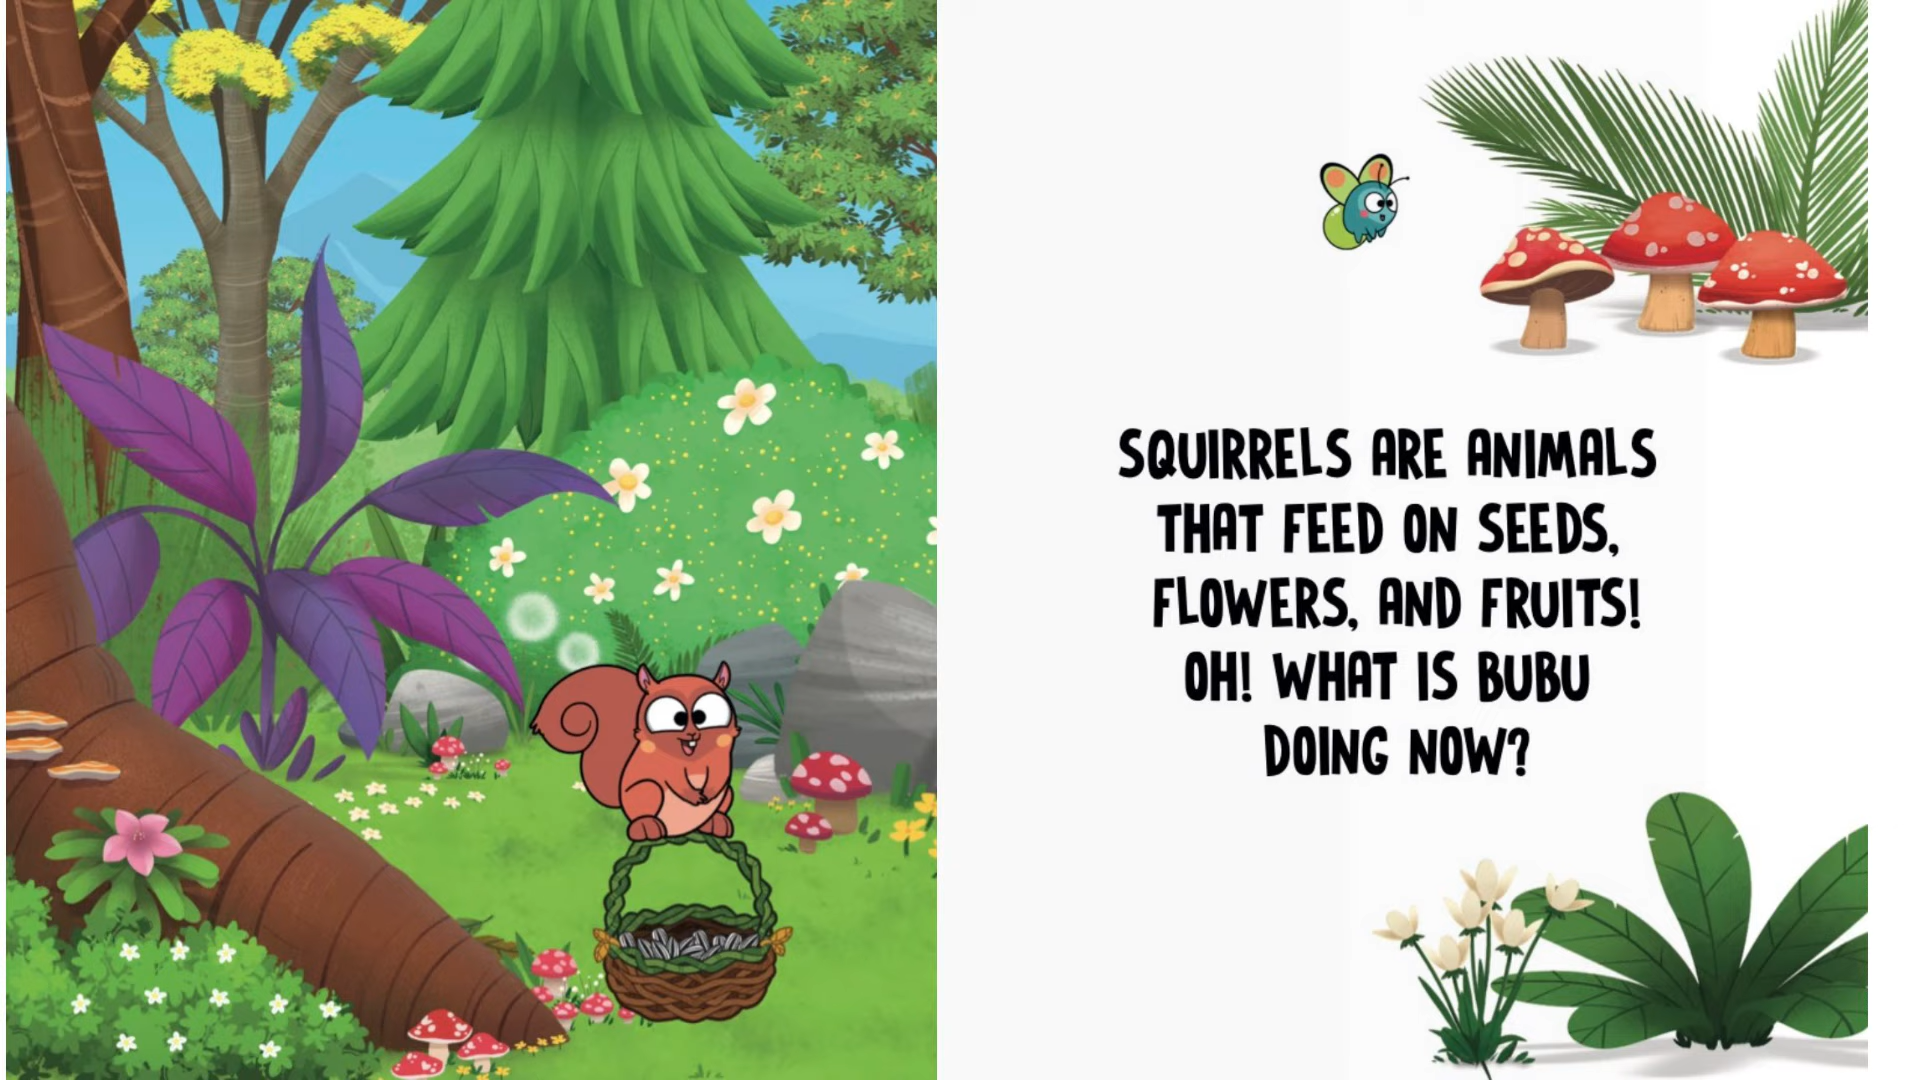 SQUIRRELS ARE ANIMALS
THAT FEED ON SEEDS,
FLOWERS, AND FRUITS!
OH! WHAT IS BUBU
DOING NOW?